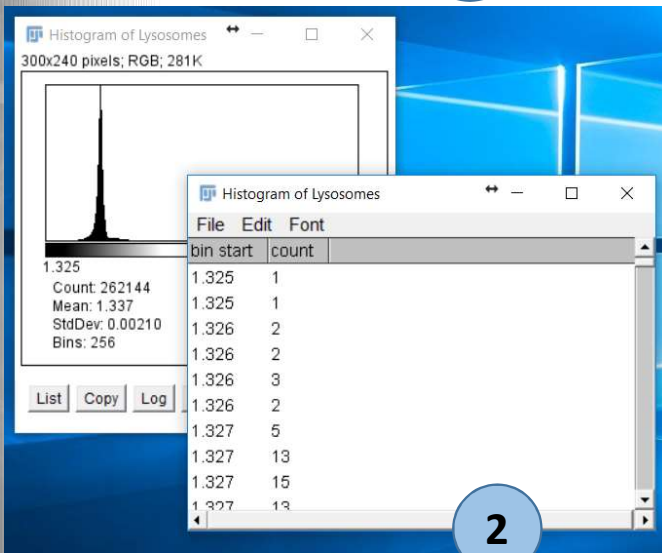 Histogram of Lysosomes
300x240 pixels; RGB; 281K
1.325
Count: 262144
Mean: 1.337
StdDev: 0.00210
Bins: 256
List Copy Log
Histogram of Lysosomes
File Edit Font
bin start count
1.325 1
1.325 1
1.326 2
1.326 2
1.326 3
1.326 2
1.327 5
1.327 13
1.327 15
1.327 13
2